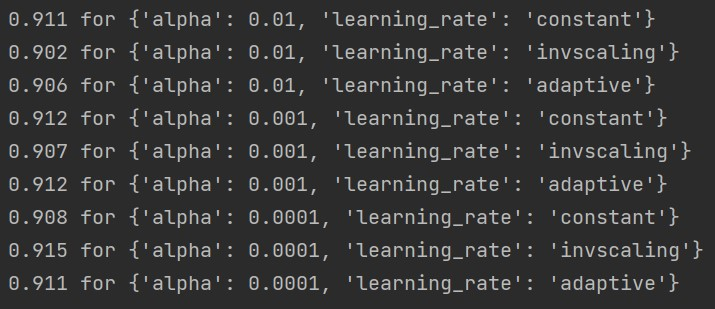 0.911 for {'alpha': 0.01, 'learning_rate': 'constant'}
0.902 for {'alpha': 0.01, 'learning_rate': 'invscaling'}
0.906 for {'alpha': 0.01, 'learning_rate': 'adaptive'}
0.912 for {'alpha': 0.001, 'learning_rate': 'constant'}
0.907 for {'alpha': 0.001, 'learning_rate': 'invscaling'}
0.912 for {'alpha': 0.001, 'learning_rate': 'adaptive'}
0.908 for {'alpha': 0.0001, 'learning_rate': 'constant'}
0.915 for {'alpha': 0.0001, 'learning_rate': 'invscaling'}
0.911 for {'alpha': 0.0001, 'learning_rate': 'adaptive'}